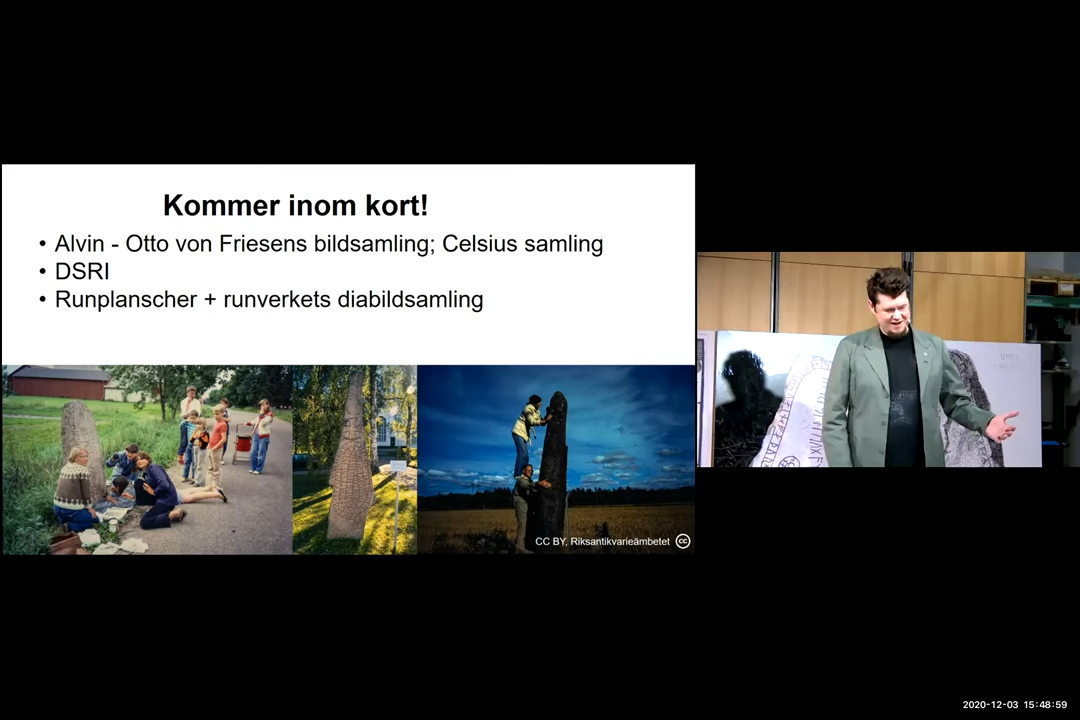 Kommer inom kort!
• Alvin - Otto von Friesens bildsamling; Celsius samling
• DSRI
• Runplanscher + runverkets diabildsamling
CC BY, Riksantikvarieämbetet
2020-12-03 15:48:59